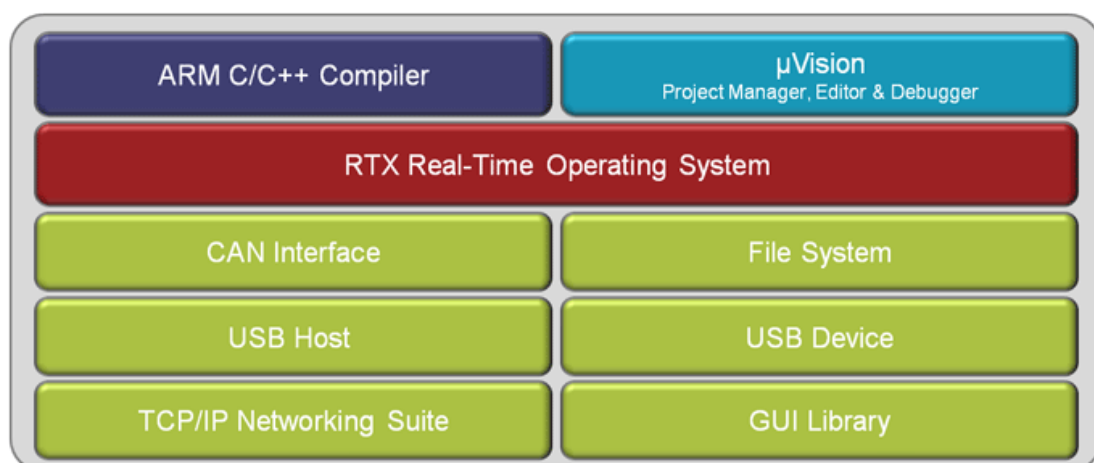 ARM C/C++ Compiler
µVision
Project Manager, Editor & Debugger
RTX Real-Time Operating System
CAN Interface
File System
USB Host
USB Device
TCP/IP Networking Suite
GUI Library